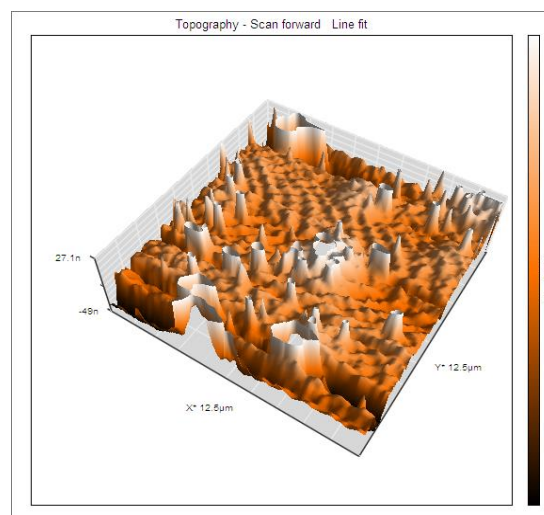 Topography - Scan forward Line fit
27.1n
-49n
Y* 12.5µm
X* 12.5µm